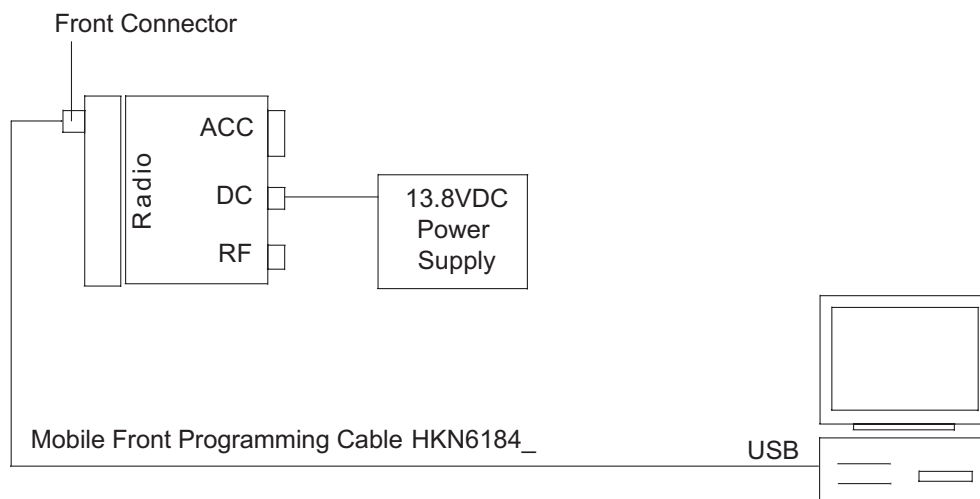 Front Connector
ACC
Radio
DC
RF
13.8VDC
Power
Supply
Mobile Front Programming Cable HKN6184_
USB